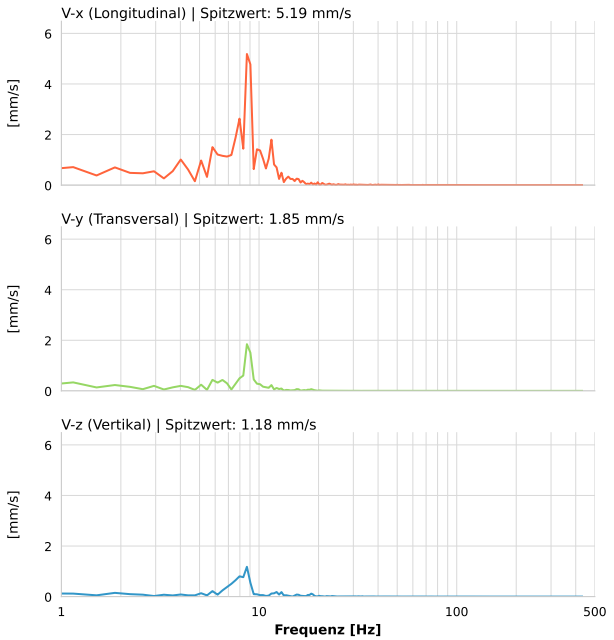 V-x (Longitudinal) | Spitzwert: 5.19 mm/s
6
4
2
0
[mm/s]
V-y (Transversal) | Spitzwert: 1.85 mm/s
6
4
2
0
[mm/s]
V-z (Vertikal) | Spitzwert: 1.18 mm/s
6
4
2
0
[mm/s]
1 10 100 500
Frequenz [Hz]